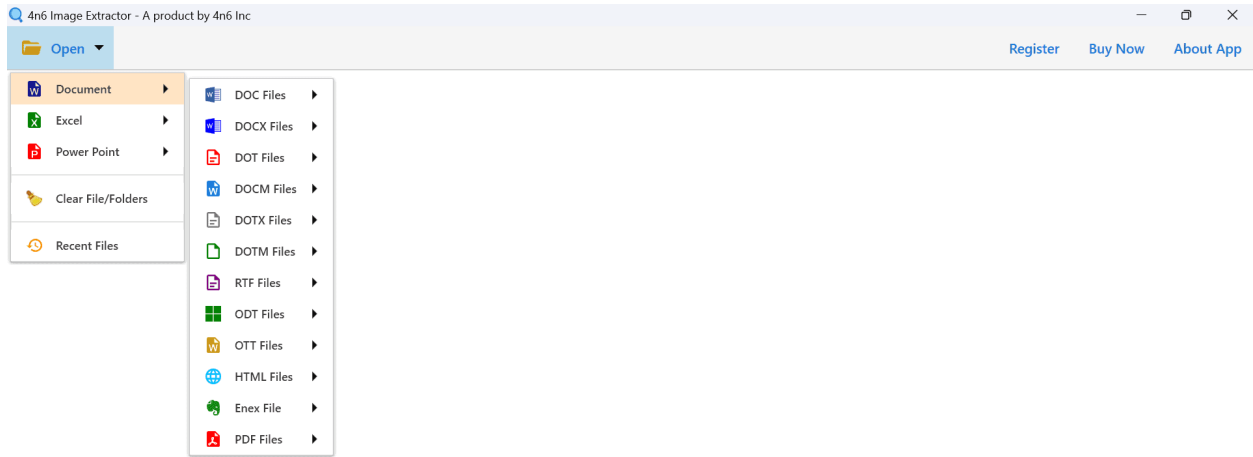 4n6 Image Extractor - A product by 4n6 Inc
Open
Register
Buy Now
About App
Document
Excel
Power Point
Clear File/Folders
Recent Files
DOC Files
DOCX Files
DOT Files
DOCM Files
DOTX Files
DOTM Files
RTF Files
ODT Files
OTT Files
HTML Files
Enex File
PDF Files